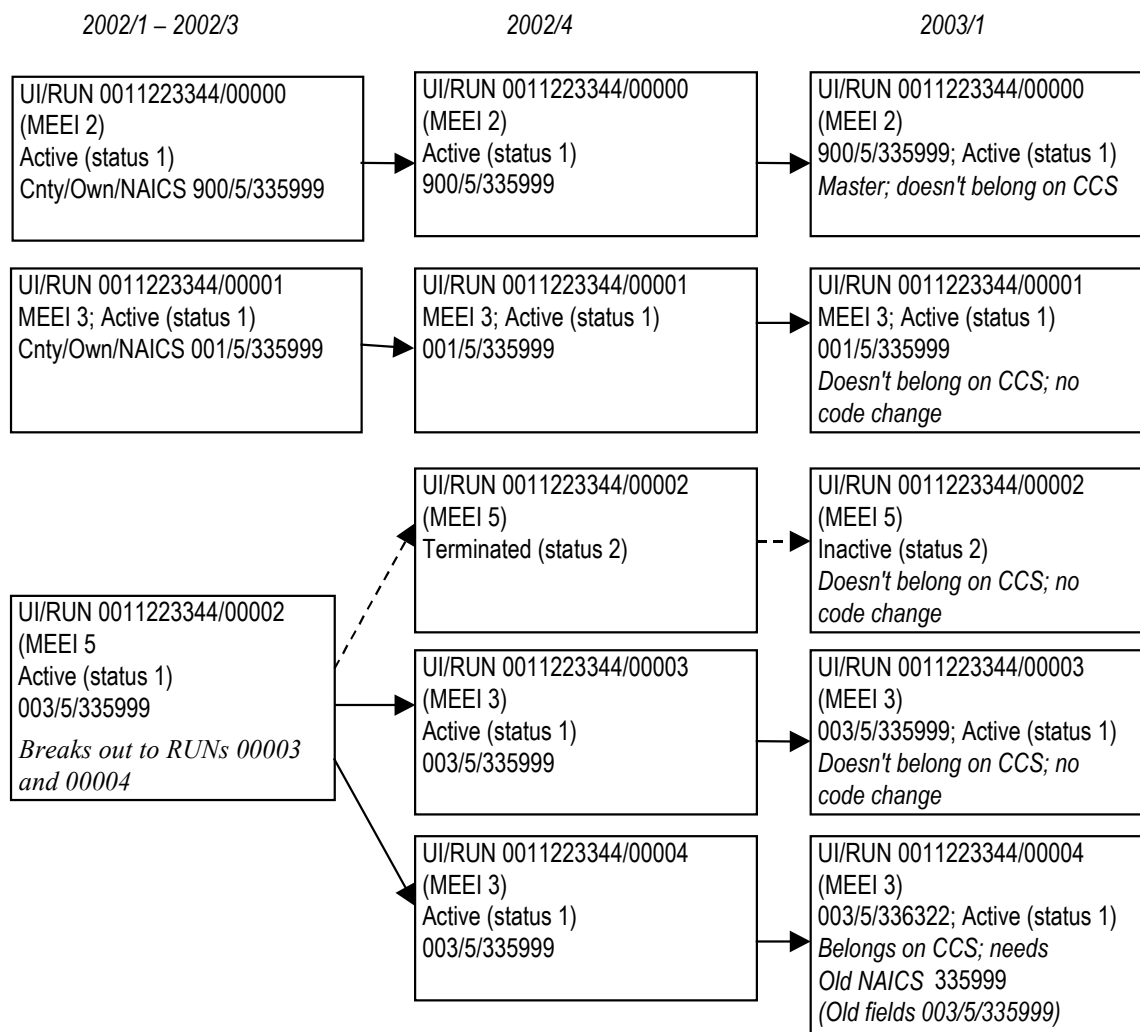 2002/1 – 2002/3
2002/4
2003/1
UI/RUN 0011223344/00000
(MEEI 2)
Active (status 1)
Cnty/Own/NAICS 900/5/335999
UI/RUN 0011223344/00000
(MEEI 2)
Active (status 1)
900/5/335999
UI/RUN 0011223344/00000
(MEEI 2)
900/5/335999; Active (status 1)
Master; doesn't belong on CCS
UI/RUN 0011223344/00001
MEEI 3; Active (status 1)
Cnty/Own/NAICS 001/5/335999
UI/RUN 0011223344/00001
MEEI 3; Active (status 1)
001/5/335999
UI/RUN 0011223344/00001
MEEI 3; Active (status 1)
001/5/335999
Doesn't belong on CCS; no
code change
UI/RUN 0011223344/00002
(MEEI 5
Active (status 1)
003/5/335999
Breaks out to RUNs 00003
and 00004
UI/RUN 0011223344/00002
(MEEI 5)
Terminated (status 2)
UI/RUN 0011223344/00002
(MEEI 5)
Inactive (status 2)
Doesn't belong on CCS; no
code change
UI/RUN 0011223344/00003
(MEEI 3)
Active (status 1)
003/5/335999
UI/RUN 0011223344/00003
(MEEI 3)
003/5/335999; Active (status 1)
Doesn't belong on CCS; no
code change
UI/RUN 0011223344/00004
(MEEI 3)
Active (status 1)
003/5/335999
UI/RUN 0011223344/00004
(MEEI 3)
003/5/336322; Active (status 1)
Belongs on CCS; needs
Old NAICS 335999
(Old fields 003/5/335999)